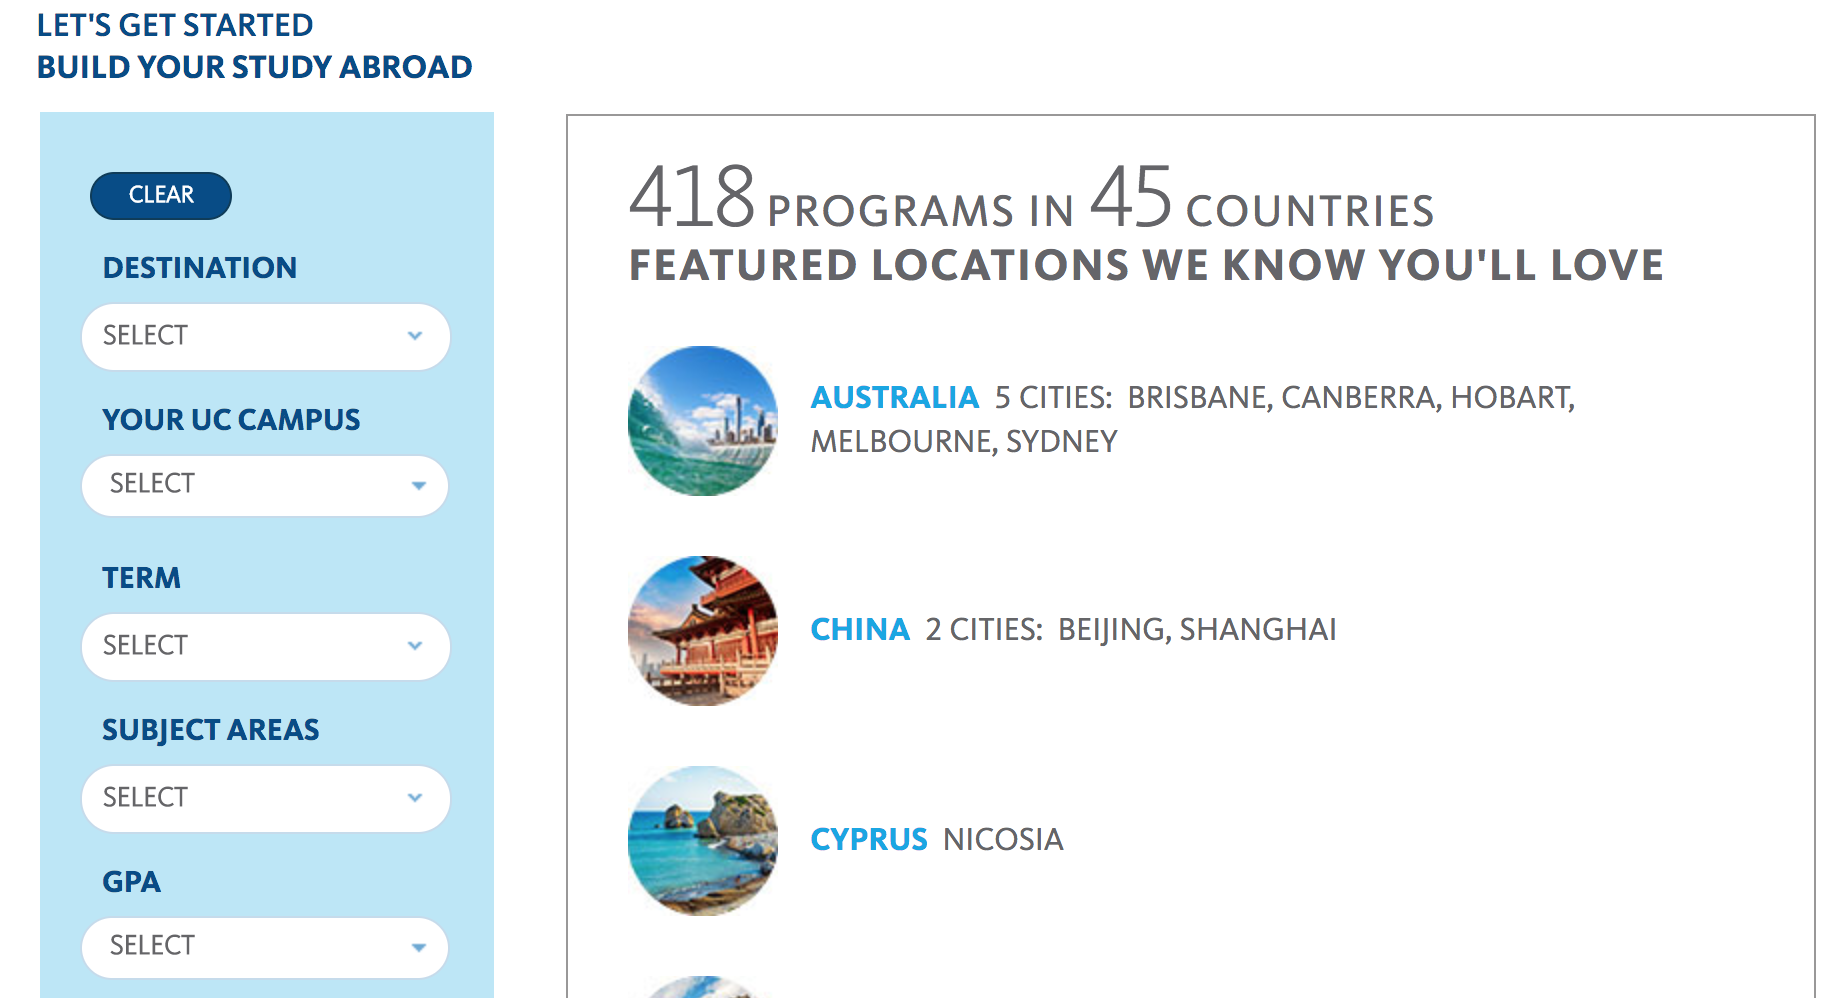 LET'S GET STARTED
BUILD YOUR STUDY ABROAD
CLEAR
DESTINATION
SELECT
YOUR UC CAMPUS
SELECT
TERM
SELECT
SUBJECT AREAS
SELECT
GPA
SELECT
418 PROGRAMS IN 45 COUNTRIES
FEATURED LOCATIONS WE KNOW YOU'LL LOVE
AUSTRALIA 5 CITIES: BRISBANE, CANBERRA, HOBART,
MELBOURNE, SYDNEY
CHINA 2 CITIES: BEIJING, SHANGHAI
CYPRUS NICOSIA